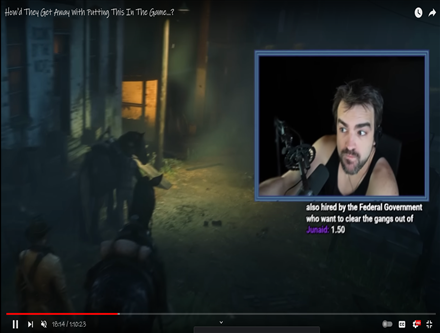 How'd They Get Away With Putting This In The Game...?
also hired by the Federal Government
who want to clear the gangs out of
Junaid: 1.50
18:14 / 1:10:23